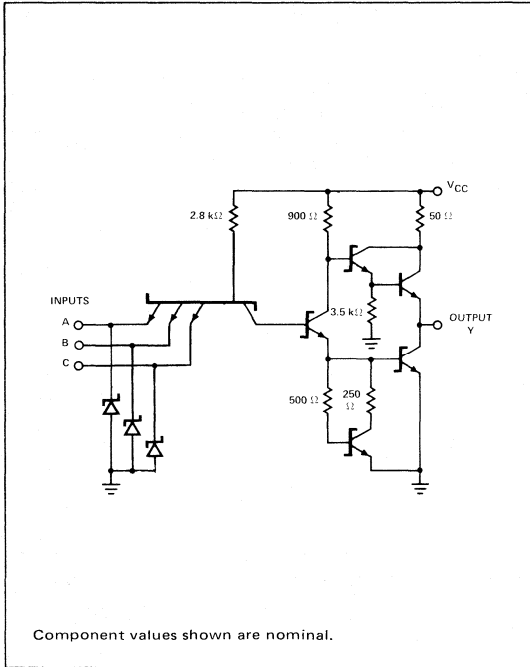 VCC
2.8 kΩ
900 Ω
50 Ω
INPUTS
A
B
C
3.5 kΩ
OUTPUT
Y
500 Ω
250
Ω
Component values shown are nominal.